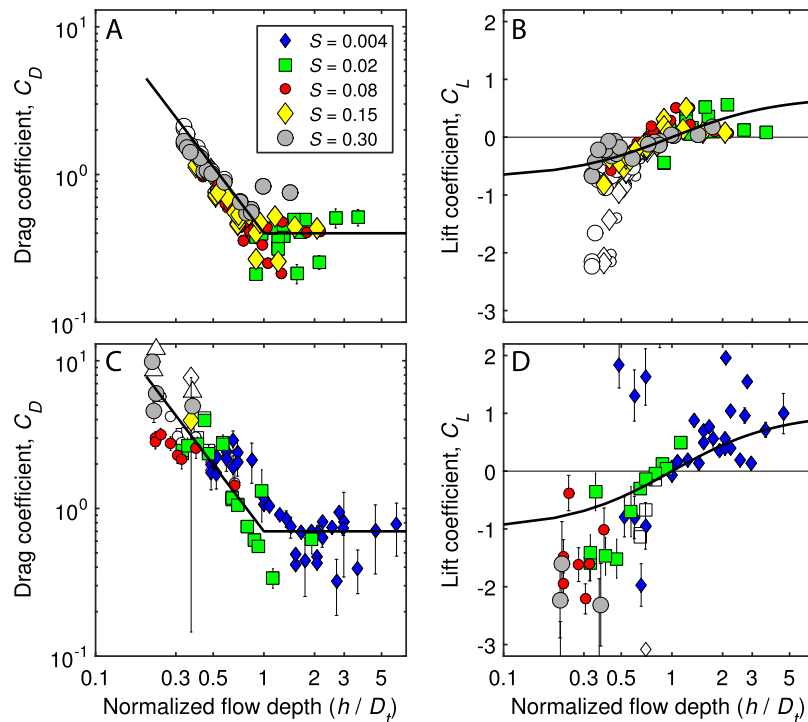 A
Drag coefficient, C_D
10^1
10^0
10^-1
S = 0.004
S = 0.02
S = 0.08
S = 0.15
S = 0.30
B
Lift coefficient, C_L
2
1
0
-1
-2
-3
C
Drag coefficient, C_D
10^1
10^0
10^-1
0.1
0.3
0.5
1
2
3
5
Normalized flow depth (h / D_t)
D
Lift coefficient, C_L
2
1
0
-1
-2
-3
0.1
0.3
0.5
1
2
3
5
Normalized flow depth (h / D_t)